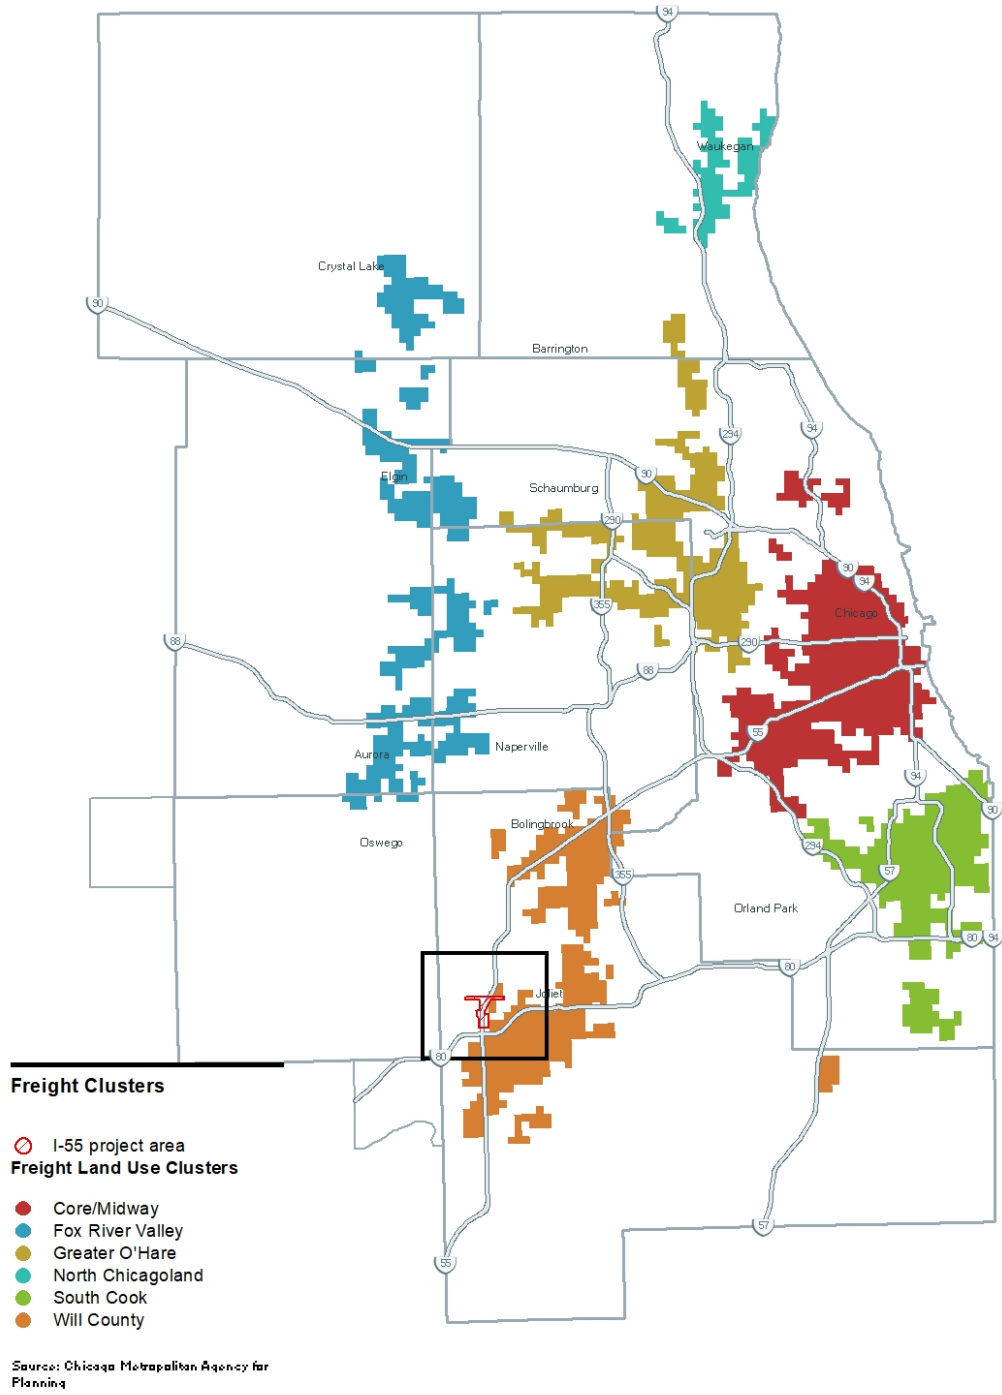 94
Waukegan
Crystal Lake
90
Barrington
294
94
90
Elgin
Schaumburg
290
90
94
355
Chicago
88
290
88
55
Aurora
Naperville
94
90
Bolingbrook
Oswego
294
57
355
Orland Park
80
94
80
Joliet
80
57
55
Freight Clusters
I-55 project area
Freight Land Use Clusters
Core/Midway
Fox River Valley
Greater O'Hare
North Chicagoland
South Cook
Will County
Source: Chicago Metropolitan Agency for
Planning